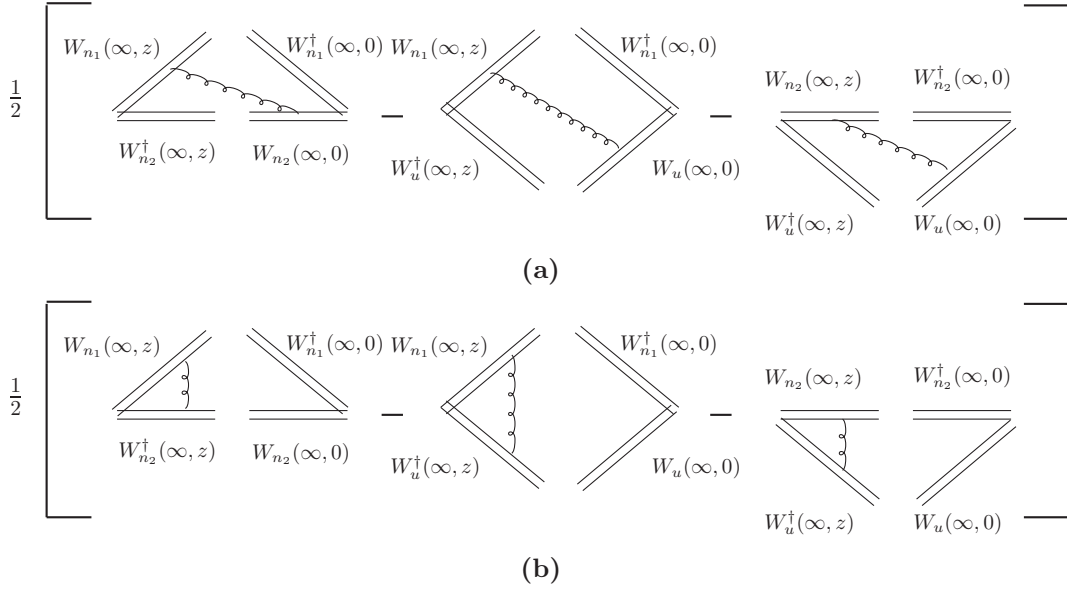 W_{n_1}(∞, z) W^†_{n_1}(∞, 0) W_{n_1}(∞, z) W^†_{n_1}(∞, 0)
1/2 [ − − ]
W_{n_2}(∞, z) W^†_{n_2}(∞, 0)
W^†_{n_2}(∞, z) W_{n_2}(∞, 0) W^†_u(∞, z) W_u(∞, 0)
W^†_u(∞, z) W_u(∞, 0)
(a)
W_{n_1}(∞, z) W^†_{n_1}(∞, 0) W_{n_1}(∞, z) W^†_{n_1}(∞, 0)
W_{n_2}(∞, z) W^†_{n_2}(∞, 0)
1/2 [ − − ]
W^†_{n_2}(∞, z) W_{n_2}(∞, 0) W^†_u(∞, z) W_u(∞, 0)
W^†_u(∞, z) W_u(∞, 0)
(b)